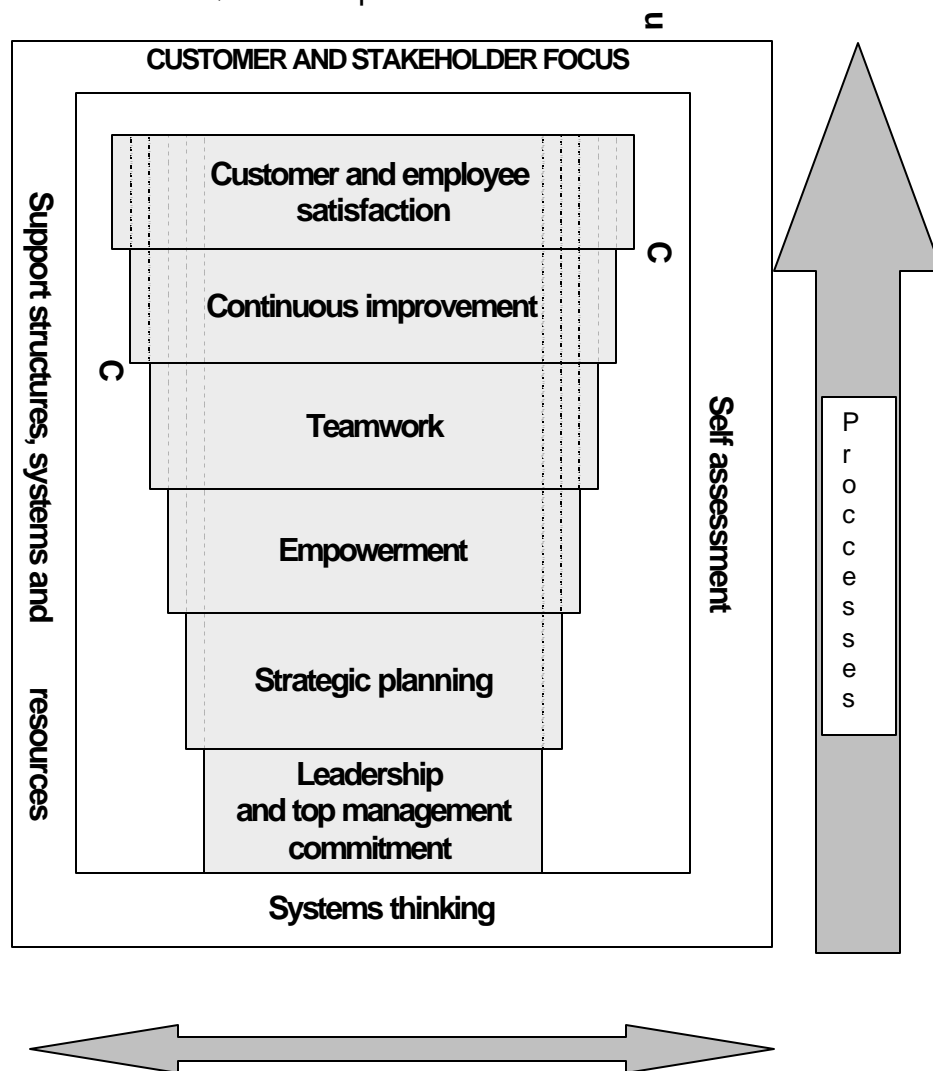 u
CUSTOMER AND STAKEHOLDER FOCUS
Customer and employee
satisfaction
C
Continuous improvement
C
Teamwork
Empowerment
Strategic planning
Leadership
and top management
commitment
Systems thinking
Support structures, systems and resources
Self assessment
Processes